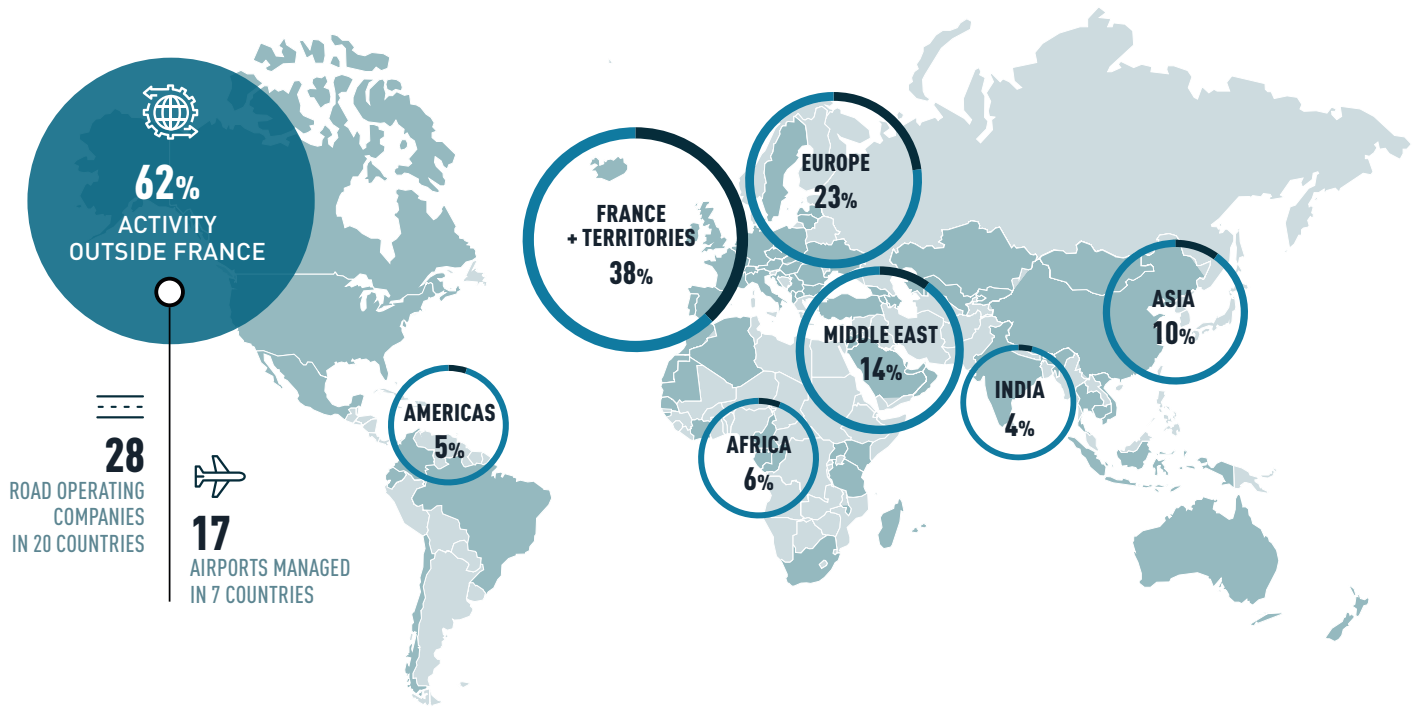 62%
ACTIVITY
OUTSIDE FRANCE
28
ROAD OPERATING
COMPANIES
IN 20 COUNTRIES
17
AIRPORTS MANAGED
IN 7 COUNTRIES
AMERICAS
5%
FRANCE
+ TERRITORIES
38%
EUROPE
23%
MIDDLE EAST
14%
AFRICA
6%
INDIA
4%
ASIA
10%